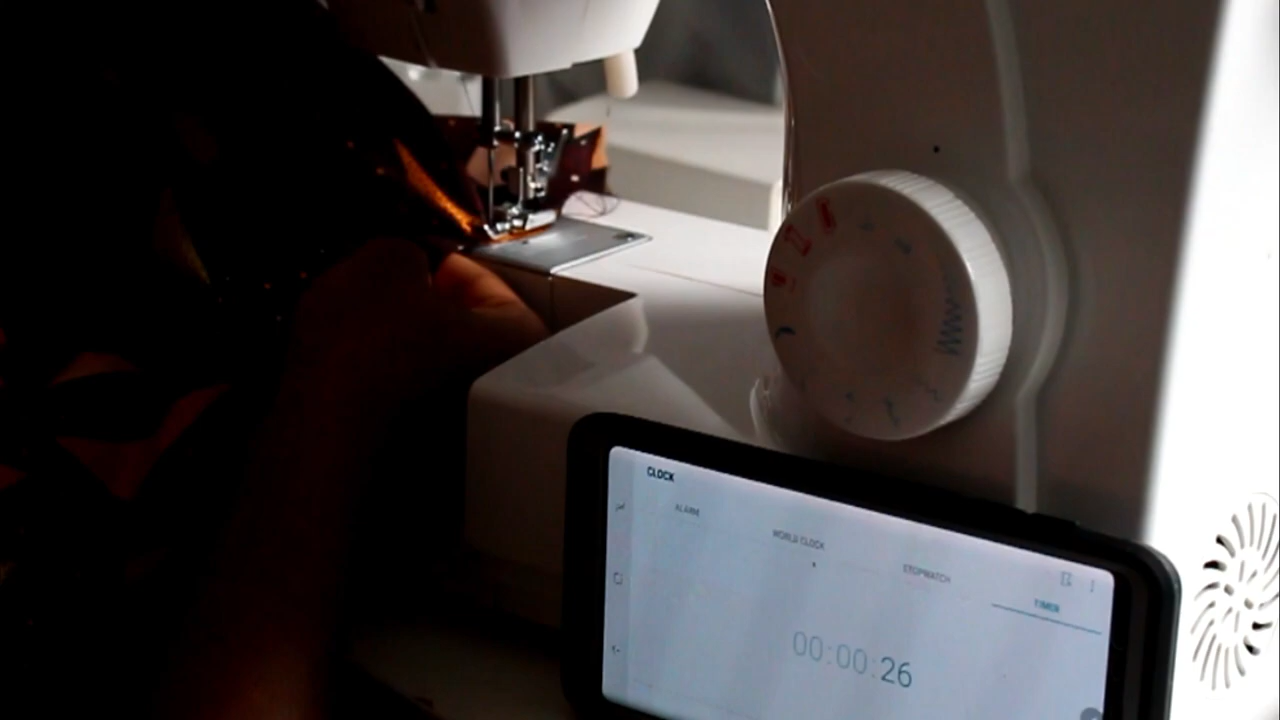 CLOCK
ALARM
WORLD CLOCK
STOPWATCH
TIMER
00:00:26